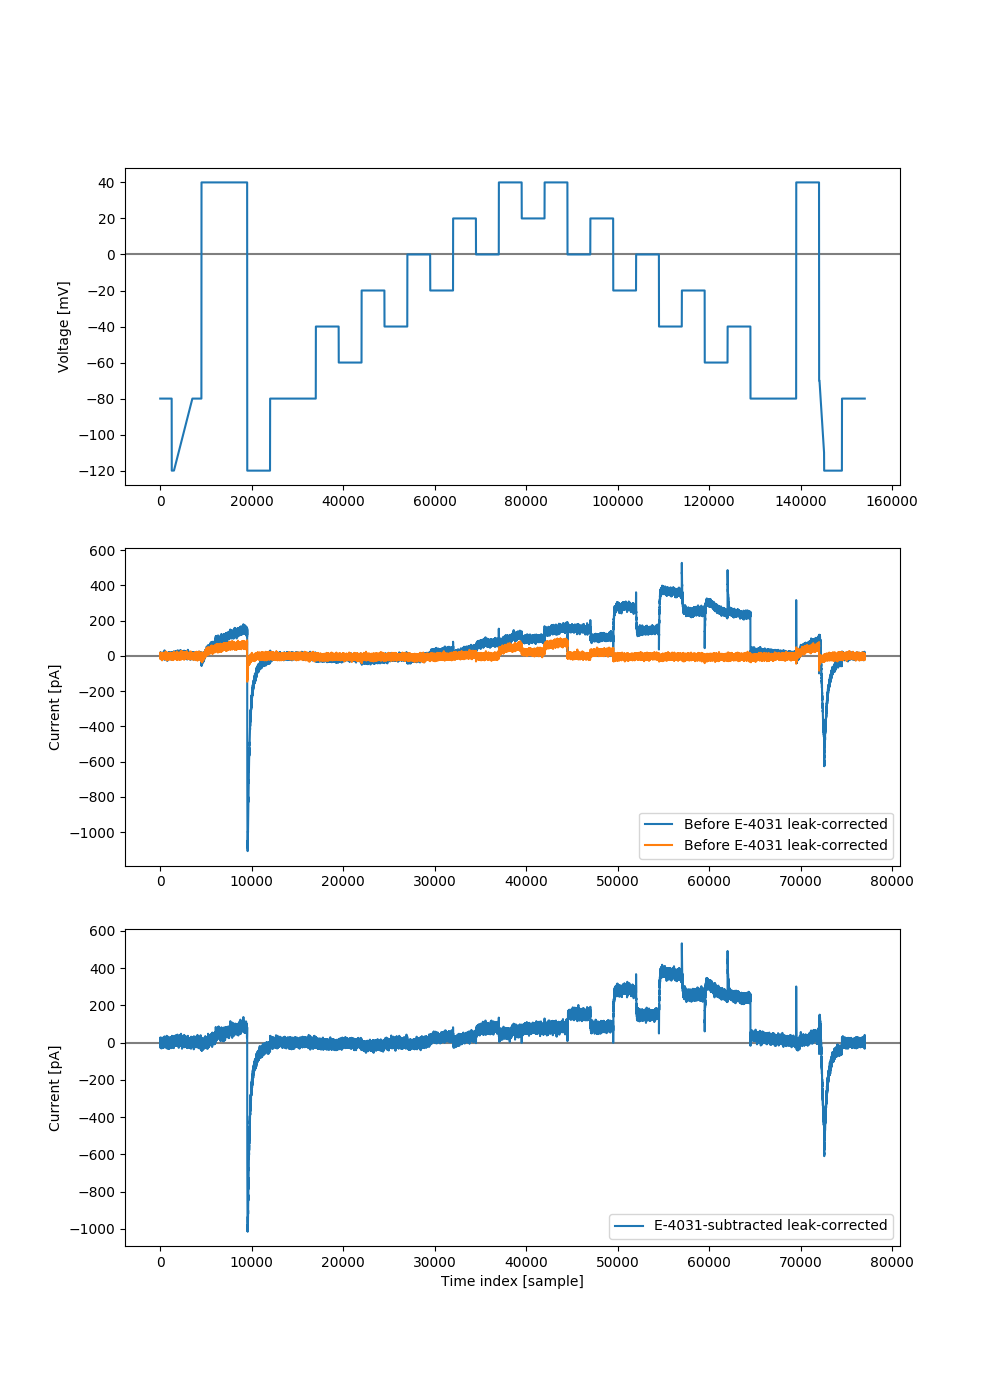 40
20
0
−20
−40
−60
−80
−100
−120
Voltage [mV]
0 20000 40000 60000 80000 100000 120000 140000 160000
600
400
200
0
−200
−400
−600
−800
−1000
Current [pA]
Before E-4031 leak-corrected
Before E-4031 leak-corrected
0 10000 20000 30000 40000 50000 60000 70000 80000
600
400
200
0
−200
−400
−600
−800
−1000
Current [pA]
E-4031-subtracted leak-corrected
0 10000 20000 30000 40000 50000 60000 70000 80000
Time index [sample]